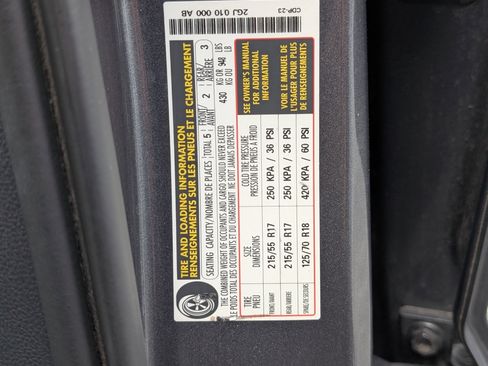 TIRE AND LOADING INFORMATION
RENSEIGNEMENTS SUR LES PNEUS ET LE CHARGEMENT
SEATING CAPACITY/NOMBRE DE PLACES TOTAL 5 FRONT/AVANT 2 REAR/ARRIÈRE 3
THE COMBINED WEIGHT OF OCCUPANTS AND CARGO SHOULD NEVER EXCEED 430 KG OR 948 LBS
LE POIDS TOTAL DES OCCUPANTS ET DU CHARGEMENT NE DOIT JAMAIS DÉPASSER KG OU LB
TIRE SIZE COLD TIRE PRESSURE
PNEU DIMENSIONS PRESSION DE PNEUS À FROID
FRONT/AVANT 215/55 R17 250 KPA / 36 PSI
REAR/ARRIÈRE 215/55 R17 250 KPA / 36 PSI
SPARE/DE SECOURS 125/70 R18 420 KPA / 60 PSI
SEE OWNER'S MANUAL
FOR ADDITIONAL
INFORMATION
VOIR LE MANUEL DE
L'USAGER POUR PLUS
DE RENSEIGNEMENTS
2GJ 010 000 AB
CDP-23